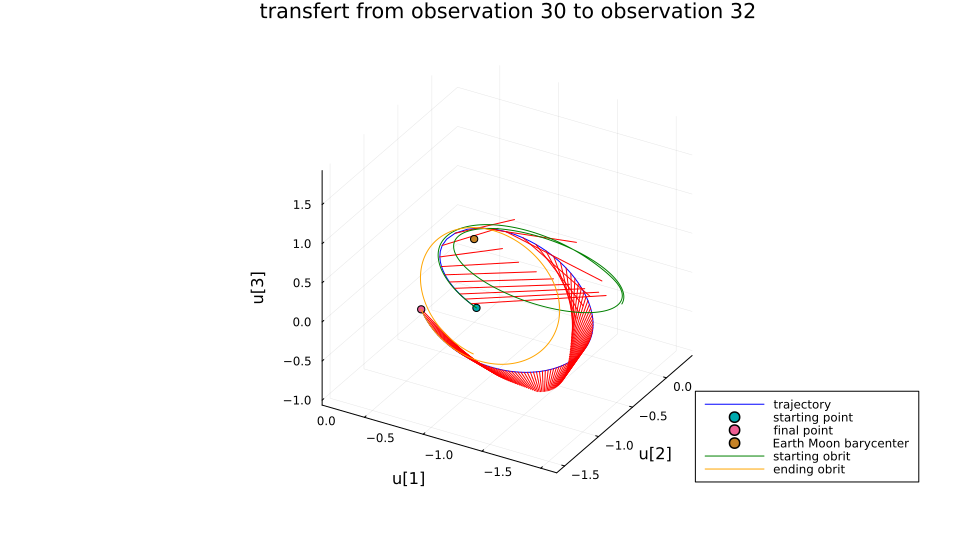 transfert from observation 30 to observation 32
1.5
1.0
0.5
0.0
−0.5
−1.0
u[3]
0.0
−0.5
−1.0
−1.5
u[1]
0.0
−0.5
−1.0
−1.5
u[2]
trajectory
starting point
final point
Earth Moon barycenter
starting obrit
ending obrit